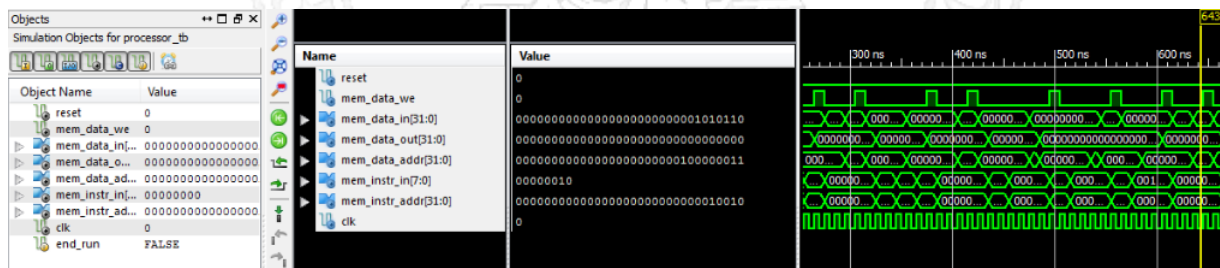 Objects
Simulation Objects for processor_tb
Object Name Value
reset 0
mem_data_we 0
mem_data_in[... 0000000000000000
mem_data_o... 0000000000000000
mem_data_ad... 0000000000000000
mem_instr_in[... 00000000
mem_instr_ad... 0000000000000000
clk 0
end_run FALSE
Name Value
reset 0
mem_data_we 0
mem_data_in[31:0] 00000000000000000000000001010110
mem_data_out[31:0] 00000000000000000000000000000000
mem_data_addr[31:0] 00000000000000000000000100000011
mem_instr_in[7:0] 00000010
mem_instr_addr[31:0] 00000000000000000000000000010010
clk 0
643
300 ns 400 ns 500 ns 600 ns